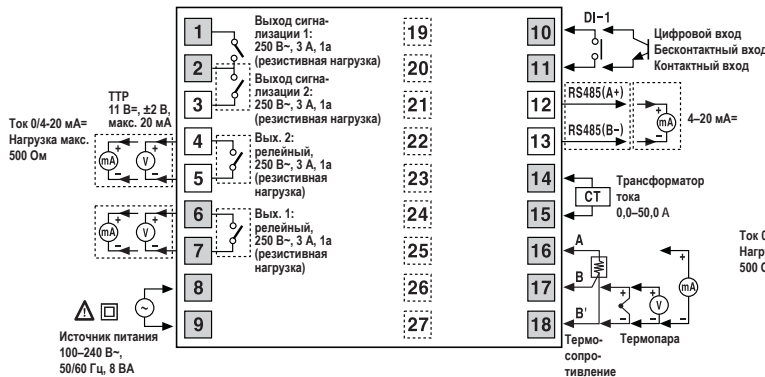 1
Выход сигна-
лизации 1:
250 В~, 3 А, 1а
(резистивная нагрузка)
2
Выход сигна-
лизации 2:
250 В~, 3 А, 1а
(резистивная нагрузка)
3
ТТР
11 В=, ±2 В,
макс. 20 мА
Ток 0/4-20 мА=
Нагрузка макс.
500 Ом
mA
+
−
V
+
−
4
5
Вых. 2:
релейный,
250 В~, 3 А, 1а
(резистивная
нагрузка)
mA
+
−
V
+
−
6
7
Вых. 1:
релейный,
250 В~, 3 А, 1а
(резистивная
нагрузка)
8
9
Источник питания
100–240 В~,
50/60 Гц, 8 ВА
19
20
21
22
23
24
25
26
27
10
11
DI-1
Цифровой вход
Бесконтактный вход
Контактный вход
12
13
RS485(A+)
RS485(B−)
+
mA
−
4–20 мА=
14
15
CT
Трансформатор
тока
0,0–50,0 А
16
17
18
A
B
B'
Термо-
сопро-
тивление
+
−
+
V
−
Термопара
+
mA
−
Ток 0
Нагр
500 О